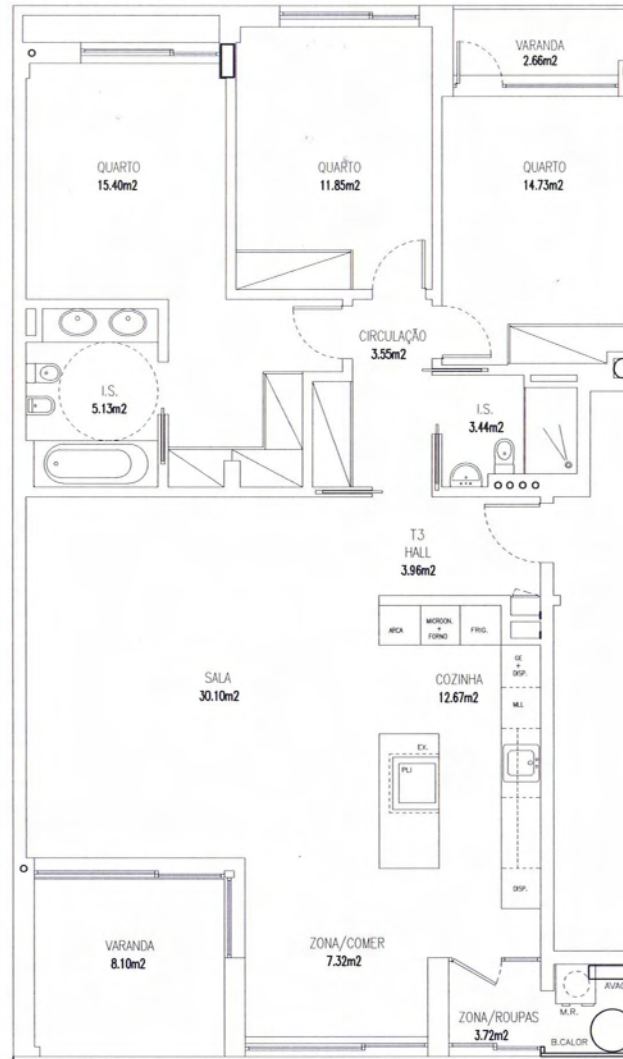 VARANDA
2.66m2
QUARTO
15.40m2
QUARTO
11.85m2
QUARTO
14.73m2
CIRCULAÇÃO
3.55m2
I.S.
5.13m2
I.S.
3.44m2
T3
HALL
3.96m2
ARCA
MICROON.
+
FORNO
FRIG.
GE
+
DISP.
SALA
30.10m2
COZINHA
12.67m2
MLL
EX.
PLI
DISP.
VARANDA
8.10m2
ZONA/COMER
7.32m2
ZONA/ROUPAS
3.72m2
M.R.
AVAC
B.CALOR